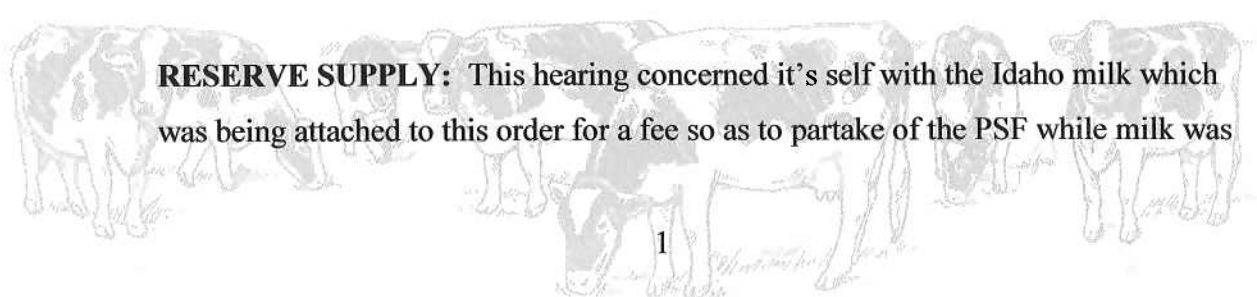 RESERVE SUPPLY: This hearing concerned it's self with the Idaho milk which
was being attached to this order for a fee so as to partake of the PSF while milk was
1